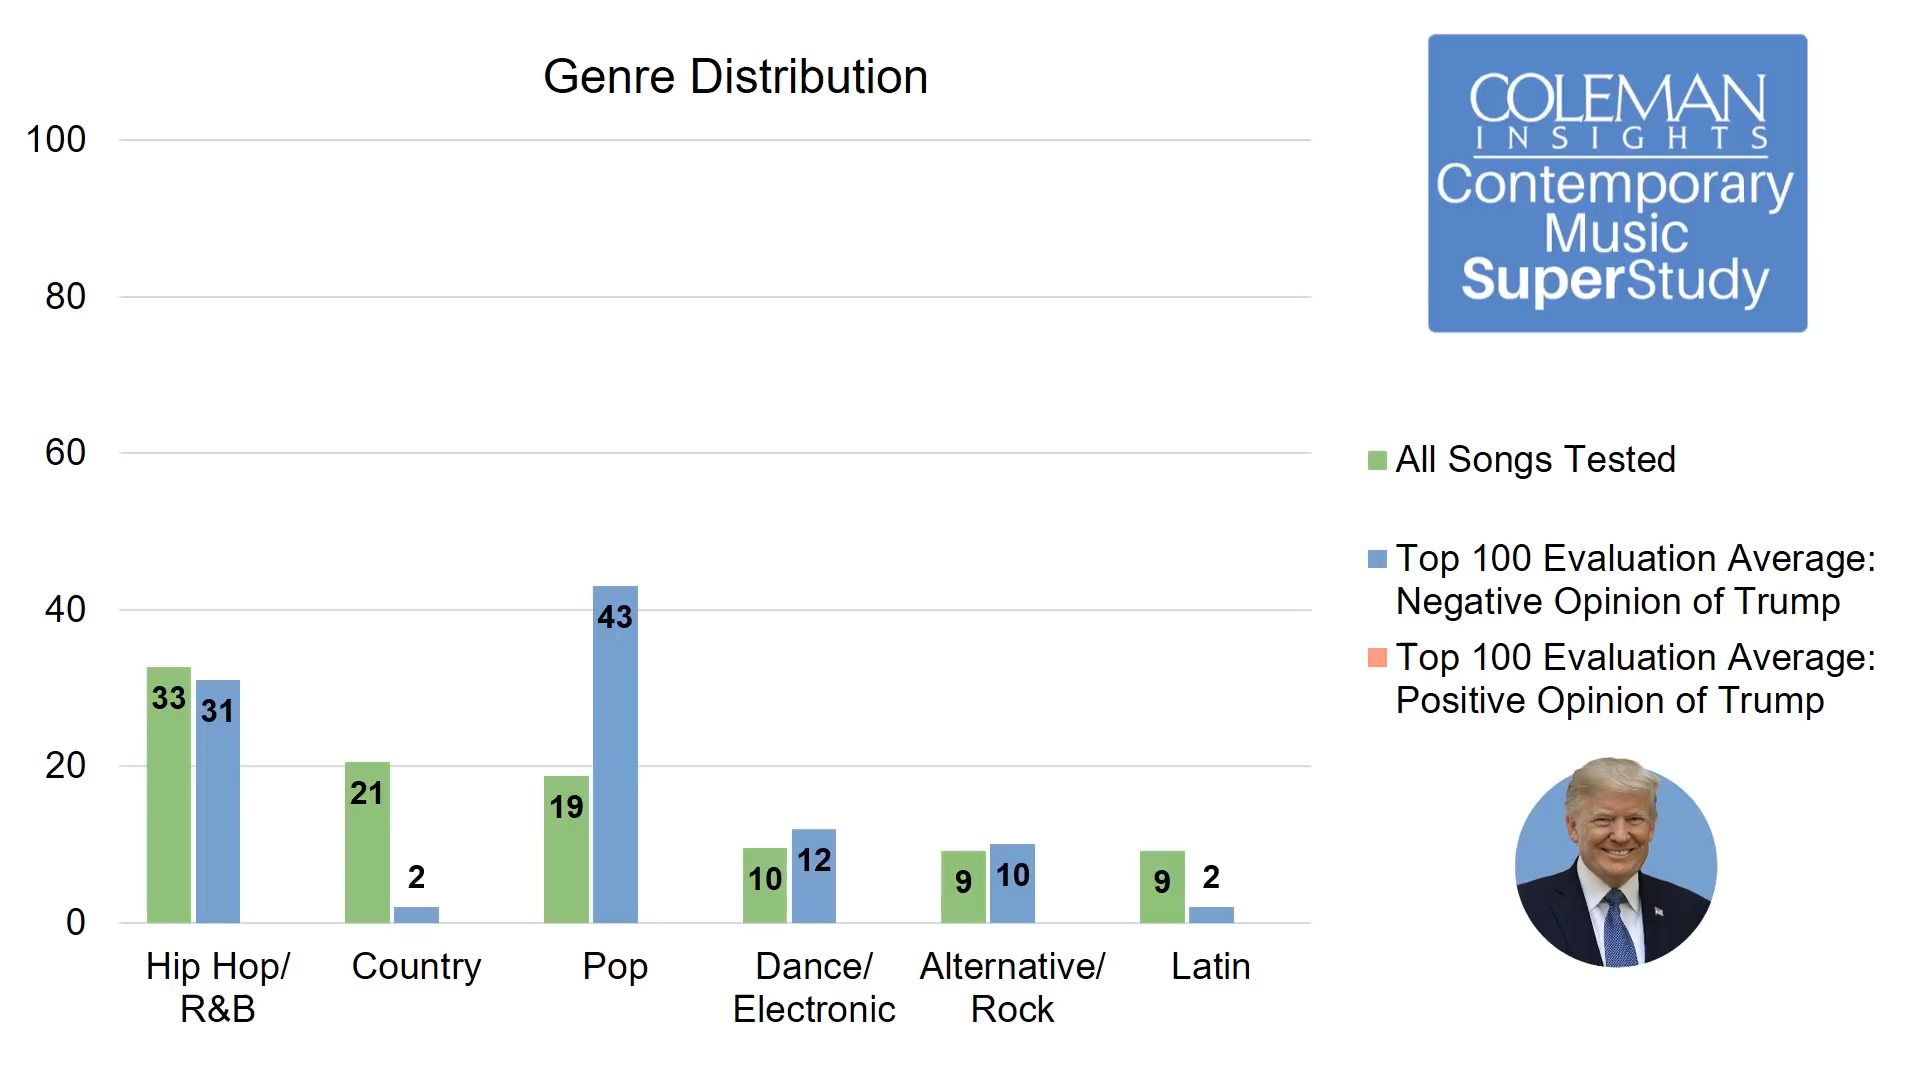 Genre Distribution
COLEMAN
INSIGHTS
Contemporary
Music
SuperStudy
100
80
60
40
20
0
33
31
21
2
19
43
10
12
9
10
9
2
Hip Hop/
R&B
Country
Pop
Dance/
Electronic
Alternative/
Rock
Latin
All Songs Tested
Top 100 Evaluation Average:
Negative Opinion of Trump
Top 100 Evaluation Average:
Positive Opinion of Trump